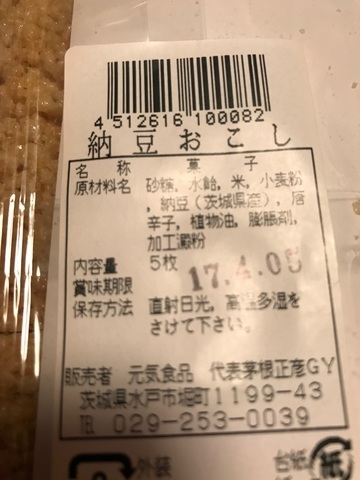 4 512616 100082
納豆おこし
名称 菓子
原材料名 砂糖，水飴，米，小麦粉
，納豆（茨城県産），唐
辛子，植物油，膨脹剤，
加工澱粉
内容量 5枚
賞味期限 17.4.05
保存方法 直射日光，高温多湿を
さけて下さい。
販売者 元気食品 代表茅根正彦GY
茨城県水戸市堀町1199-43
TEL 029-253-0039
外装
台紙
紙